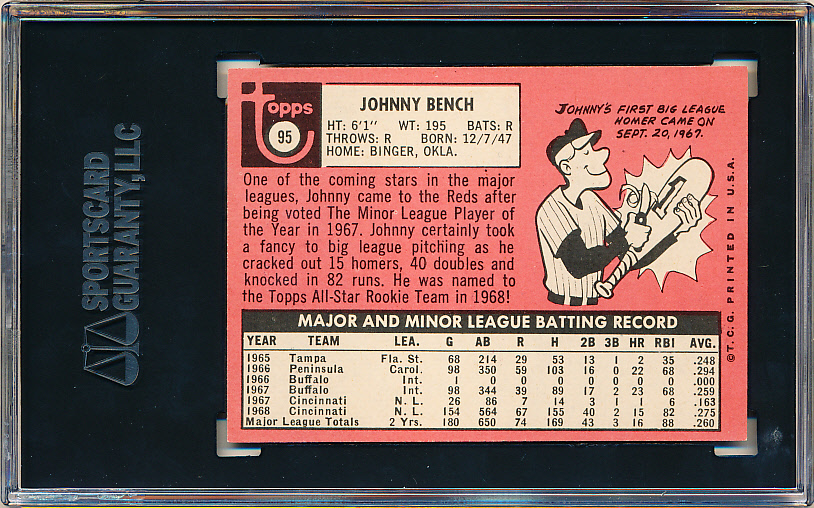 SPORTSCARD
GUARANTY, LLC
Topps
95
JOHNNY BENCH
HT: 6'1" WT: 195 BATS: R
THROWS: R BORN: 12/7/47
HOME: BINGER, OKLA.
JOHNNY'S FIRST BIG LEAGUE
HOMER CAME ON
SEPT. 20, 1967.
1
One of the coming stars in the major
leagues, Johnny came to the Reds after
being voted The Minor League Player of
the Year in 1967. Johnny certainly took
a fancy to big league pitching as he
cracked out 15 homers, 40 doubles and
knocked in 82 runs. He was named to
the Topps All-Star Rookie Team in 1968!
©T.C.G. PRINTED IN U.S.A.
MAJOR AND MINOR LEAGUE BATTING RECORD
YEAR TEAM LEA. G AB R H 2B 3B HR RBI AVG.
1965 Tampa Fla. St. 68 214 29 53 13 1 2 35 .248
1966 Peninsula Carol. 98 350 59 103 16 0 22 68 .294
1966 Buffalo Int. 1 0 0 0 0 0 0 0 .000
1967 Buffalo Int. 98 344 39 89 17 2 23 68 .259
1967 Cincinnati N. L. 26 86 7 14 3 1 1 6 .163
1968 Cincinnati N. L. 154 564 67 155 40 2 15 82 .275
Major League Totals 2 Yrs. 180 650 74 169 43 3 16 88 .260